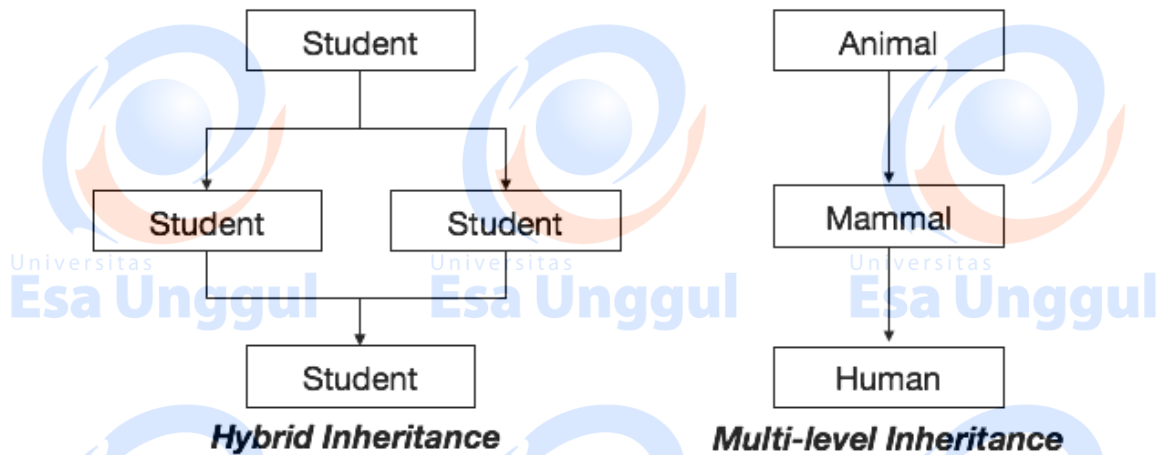 Student
Animal
Student
Student
Mammal
Universitas
Esa Unggul
Universitas
Esa Unggul
Universitas
Esa Unggul
Student
Human
Hybrid Inheritance
Multi-level Inheritance